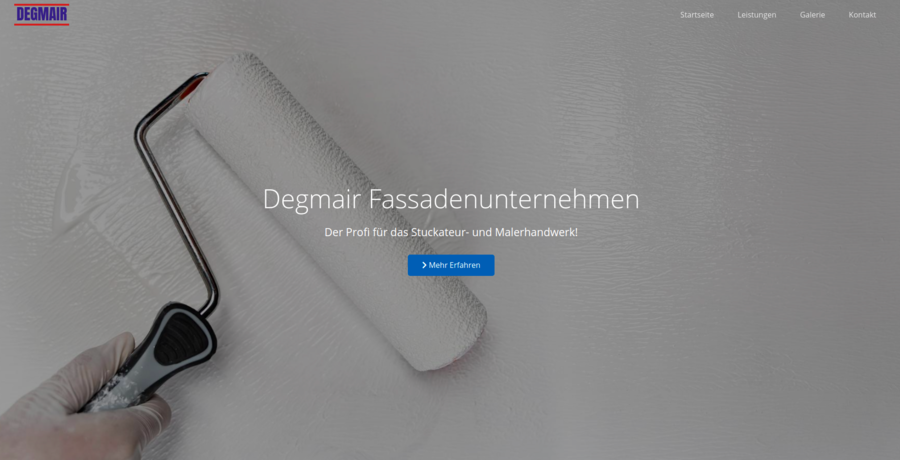 DEGMAIR
Startseite
Leistungen
Galerie
Kontakt
Degmair Fassadenunternehmen
Der Profi für das Stuckateur- und Malerhandwerk!
Mehr Erfahren